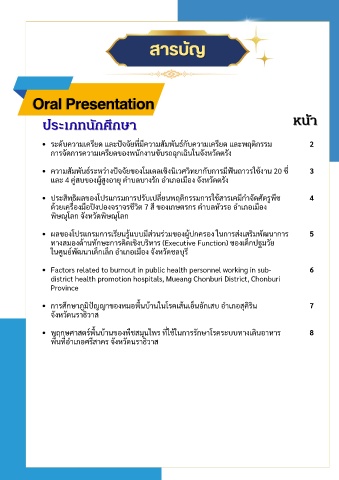 สารบัญ
Oral Presentation
ประเภทนักศึกษา หน้า
• ระดับความเครียด และปัจจัยที่มีความสัมพันธ์กับความเครียด และพฤติกรรม 2
การจัดการความเครียดของพนักงานขับรถฉุกเฉินในจังหวัดตรัง
• ความสัมพันธ์ระหว่างปัจจัยของโมเดลเชิงนิเวศวิทยากับการมีฟันถาวรใช้งาน 20 ซี่ 3
และ 4 คู่สบของผู้สูงอายุ ตำบลบางรัก อำเภอเมือง จังหวัดตรัง
• ประสิทธิผลของโปรแกรมการปรับเปลี่ยนพฤติกรรมการใช้สารเคมีกำจัดศัตรูพืช 4
ด้วยเครื่องมือปิงปองจราจรชีวิต 7 สี ของเกษตรกร ตำบลหัวรอ อำเภอเมือง
พิษณุโลก จังหวัดพิษณุโลก
• ผลของโปรแกรมการเรียนรู้แบบมีส่วนร่วมของผู้ปกครอง ในการส่งเสริมพัฒนาการ 5
ทางสมองด้านทักษะการคิดเชิงบริหาร (Executive Function) ของเด็กปฐมวัย
ในศูนย์พัฒนาเด็กเล็ก อำเภอเมือง จังหวัดชลบุรี
• Factors related to burnout in public health personnel working in sub- 6
district health promotion hospitals, Mueang Chonburi District, Chonburi
Province
• การศึกษาภูมิปัญญาของหมอพื้นบ้านในโรคเส้นเอ็นอักเสบ อำเภอสุคิริน 7
จังหวัดนราธิวาส
• พฤกษศาสตร์พื้นบ้านของพืชสมุนไพร ที่ใช้ในการรักษาโรคระบบทางเดินอาหาร 8
พื้นที่อำเภอศรีสาคร จังหวัดนราธิวาส